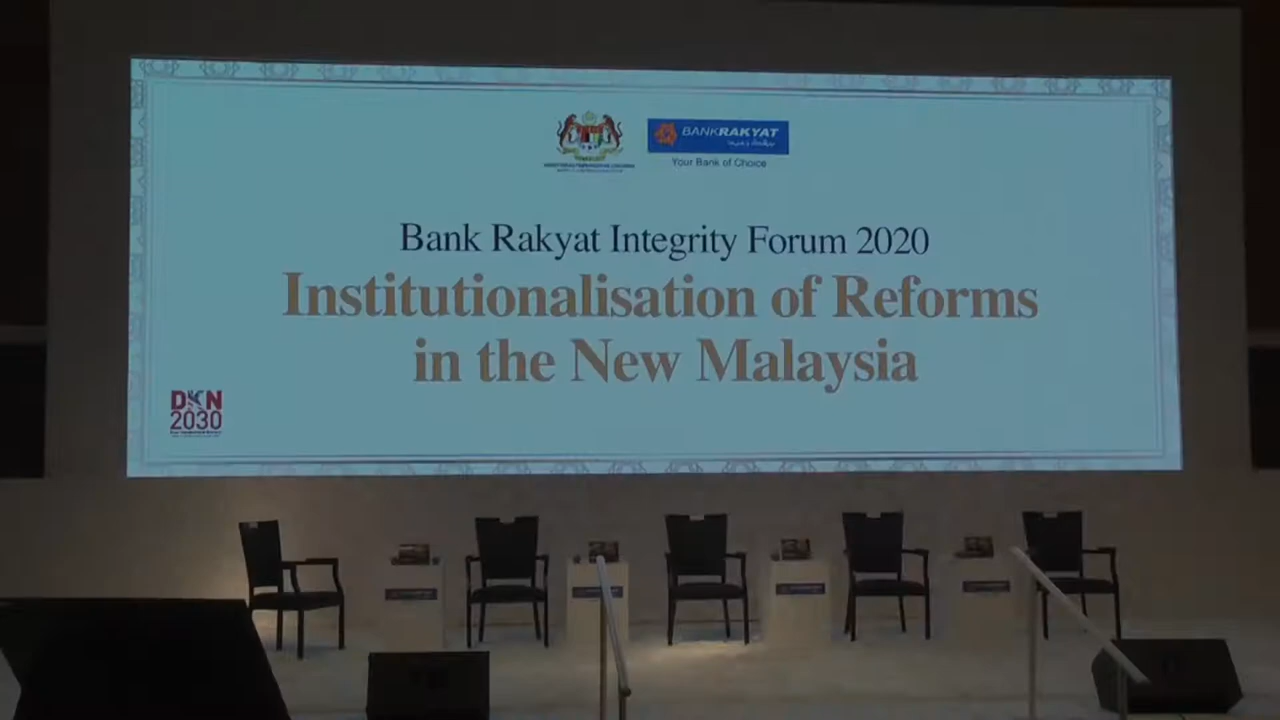 BANKRAKYAT
Your Bank of Choice
Bank Rakyat Integrity Forum 2020
Institutionalisation of Reforms
in the New Malaysia
DKN
2030